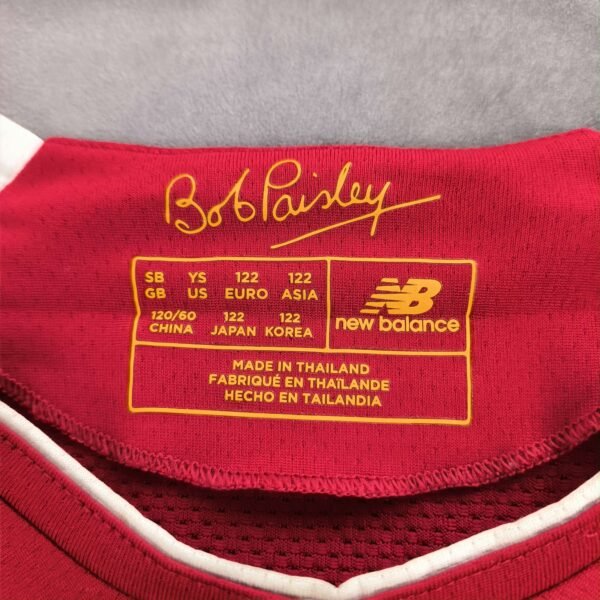 Bob Paisley
SB YS 122 122
GB US EURO ASIA
120/60 122 122
CHINA JAPAN KOREA
NB
new balance
MADE IN THAILAND
FABRIQUÉ EN THAÏLANDE
HECHO EN TAILANDIA